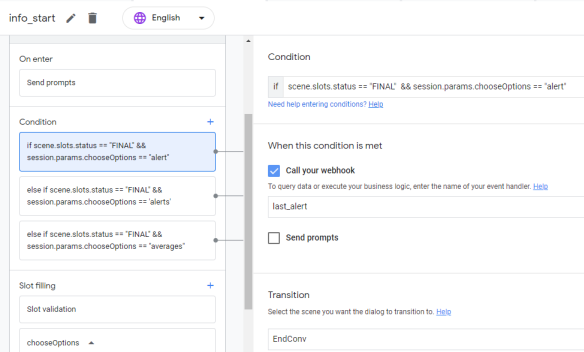 info_start
English
On enter
Send prompts
Condition
if scene.slots.status == "FINAL" &&
session.params.chooseOptions == "alert"
else if scene.slots.status == "FINAL" &&
session.params.chooseOptions == 'alerts'
else if scene.slots.status == "FINAL" &&
session.params.chooseOptions == "averages"
Slot filling
Slot validation
chooseOptions
Condition
if scene.slots.status == "FINAL" && session.params.chooseOptions == "alert"
Need help entering conditions? Help
When this condition is met
Call your webhook
To query data or execute your business logic, enter the name of your event handler. Help
last_alert
Send prompts
Transition
Select the scene you want the dialog to transition to. Help
EndConv